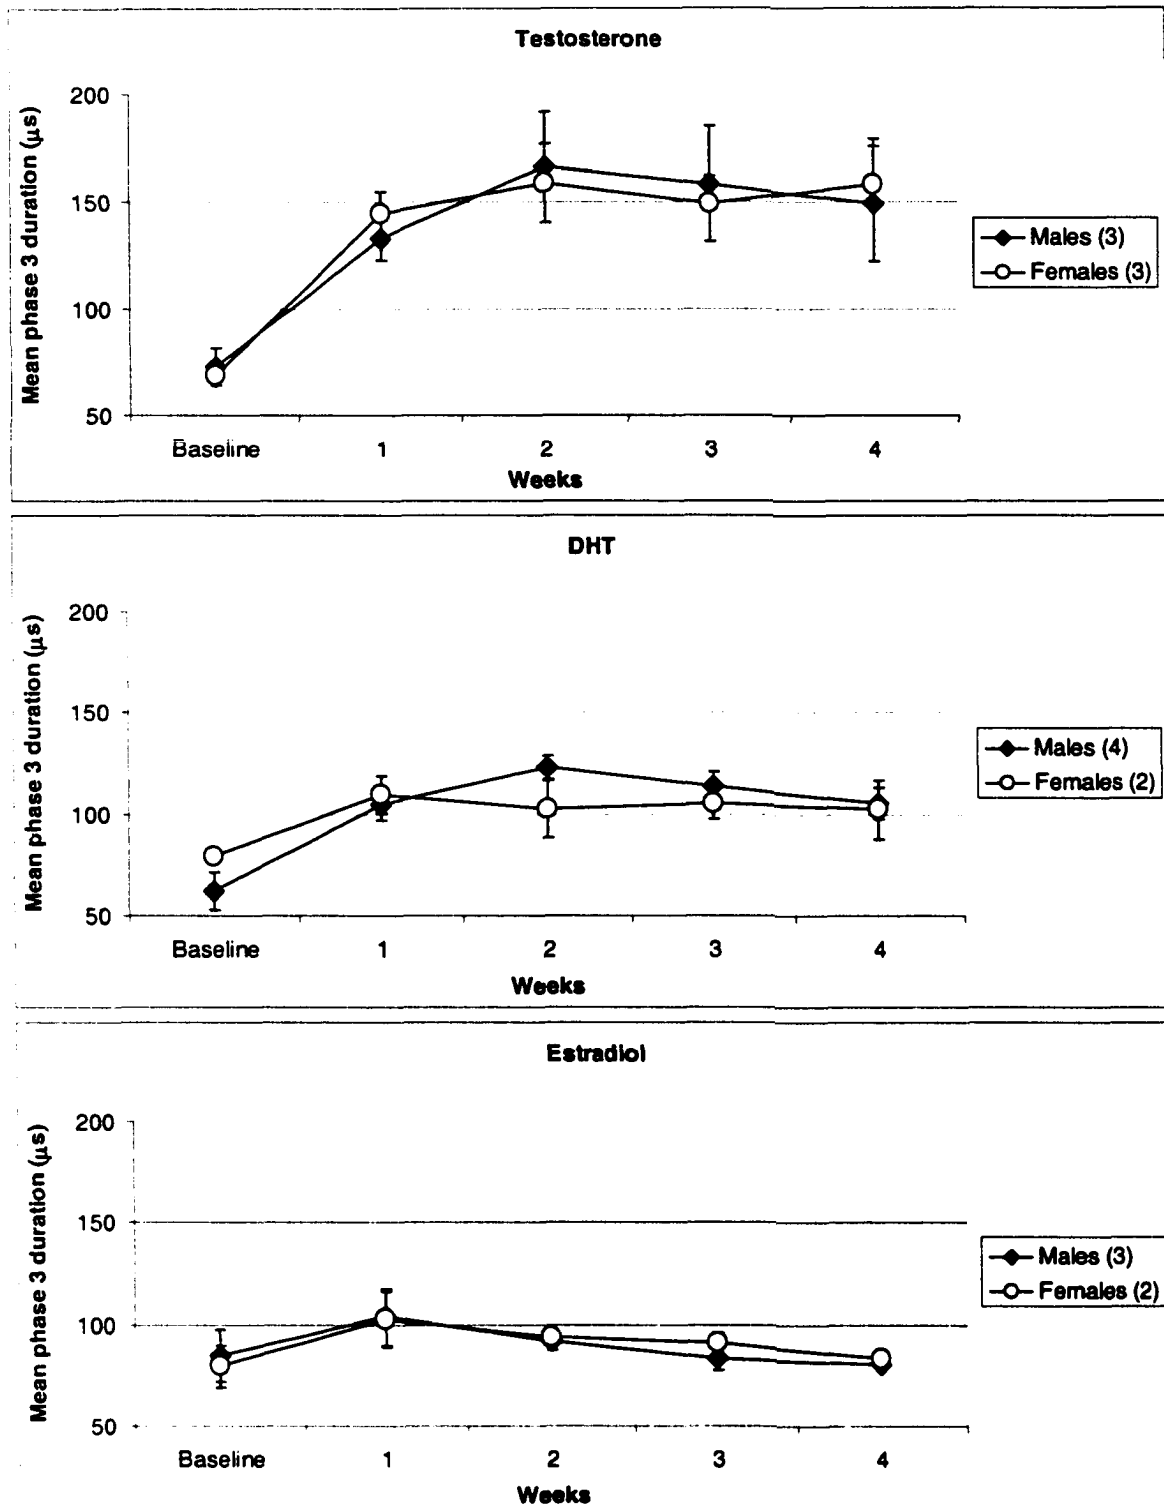 Testosterone
Mean phase 3 duration (μs)
200
150
100
50
Baseline 1 2 3 4
Weeks
Males (3)
Females (3)
DHT
Mean phase 3 duration (μs)
200
150
100
50
Baseline 1 2 3 4
Weeks
Males (4)
Females (2)
Estradiol
Mean phase 3 duration (μs)
200
150
100
50
Baseline 1 2 3 4
Weeks
Males (3)
Females (2)